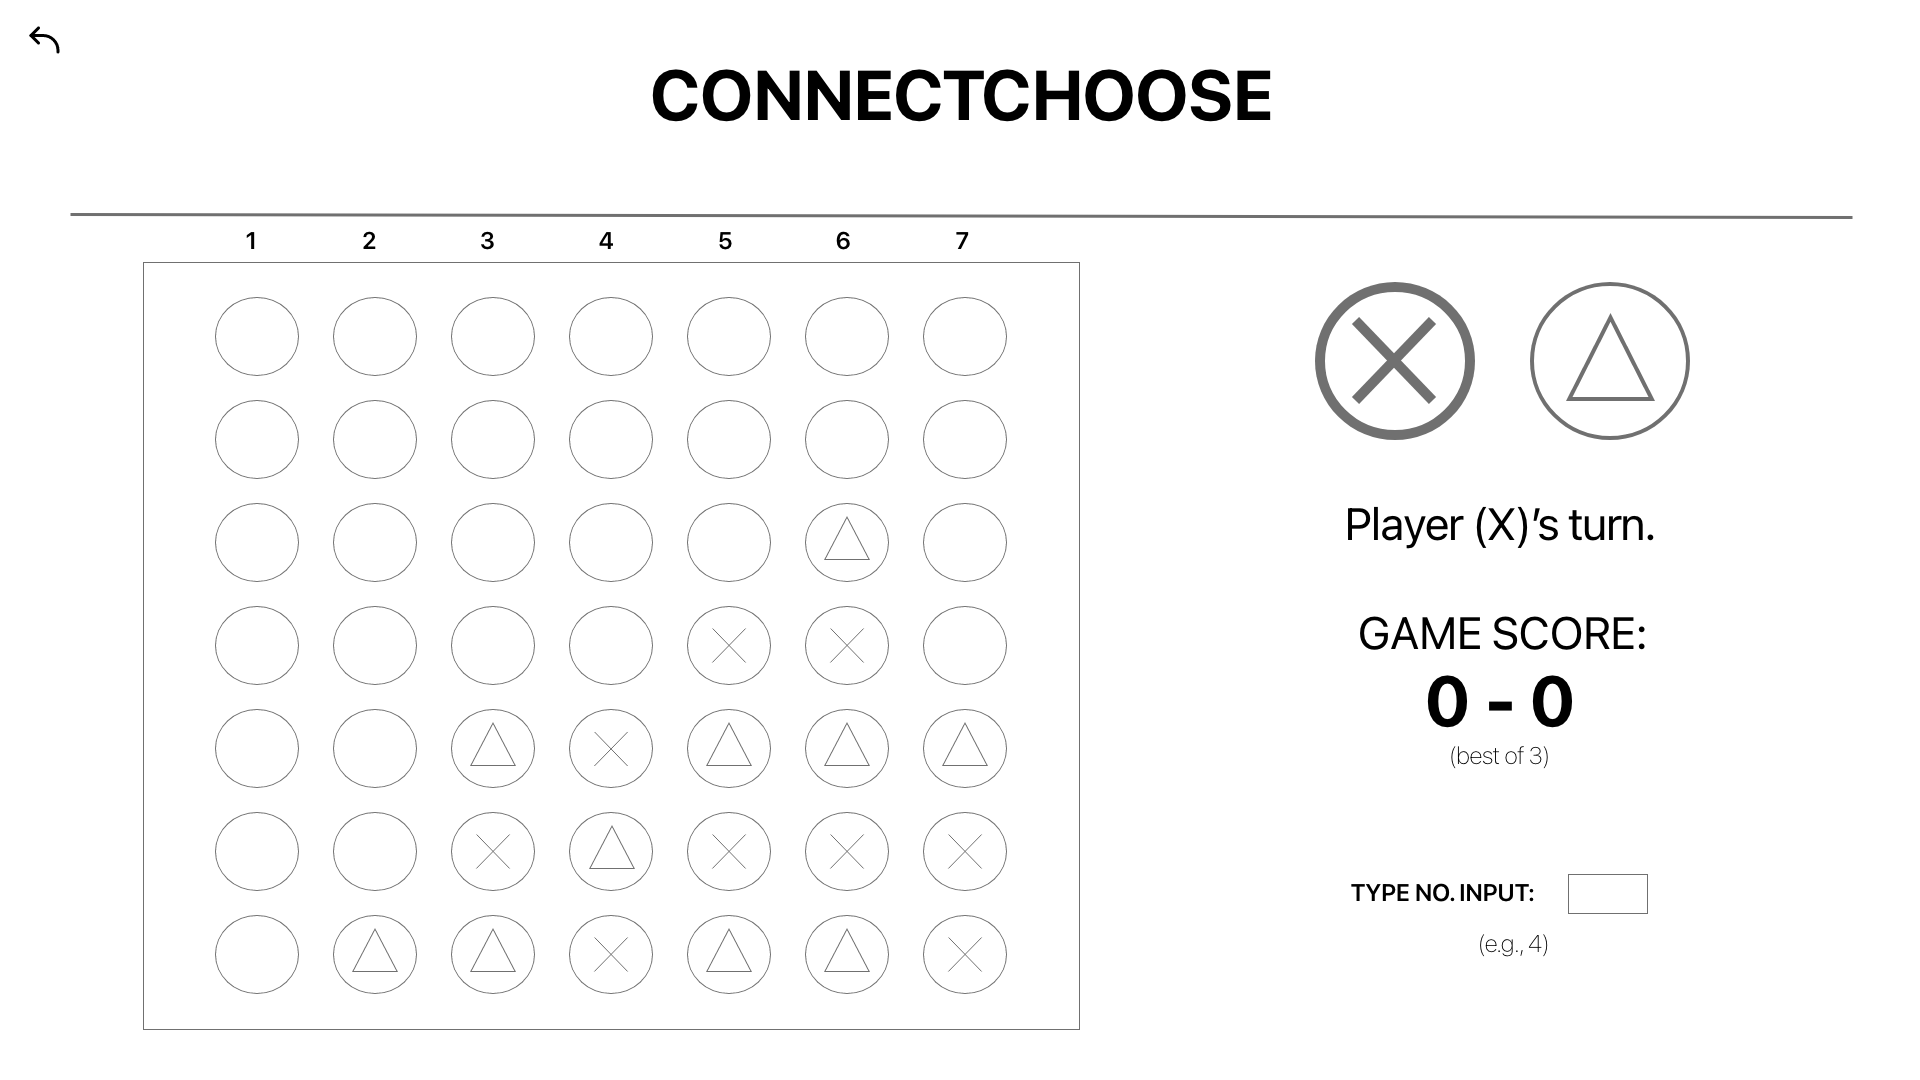 CONNECTCHOOSE
1 2 3 4 5 6 7
Player (X)’s turn.
GAME SCORE:
0 - 0
(best of 3)
TYPE NO. INPUT:
(e.g., 4)